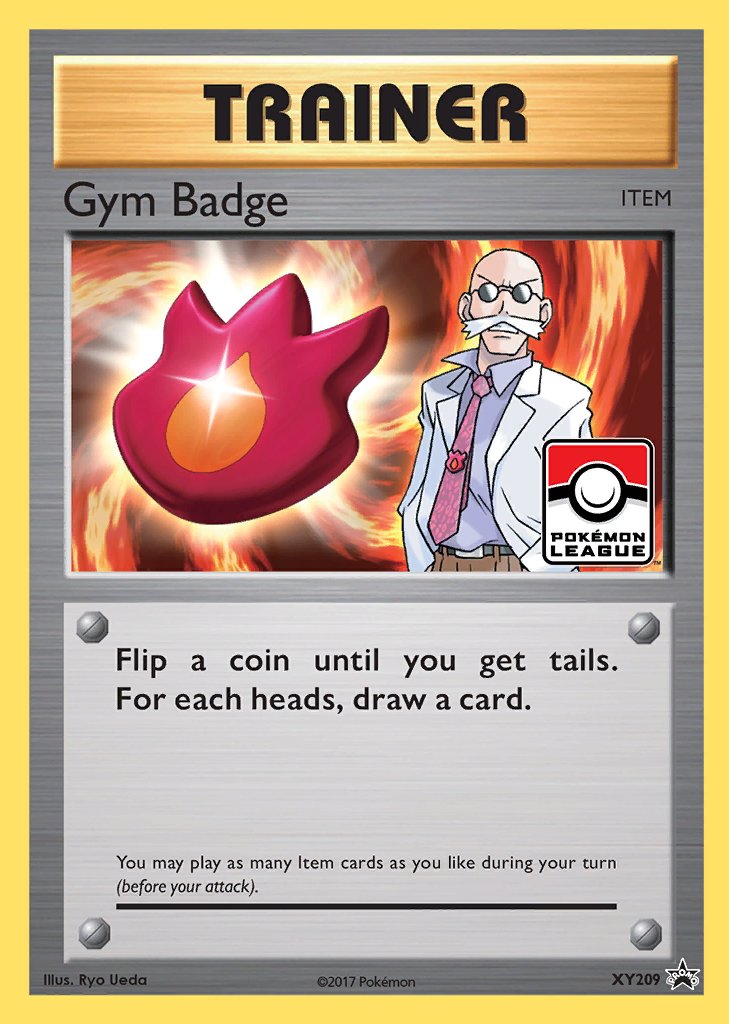 TRAINER
Gym Badge
ITEM
POKÉMON
LEAGUE
™
Flip a coin until you get tails.
For each heads, draw a card.
You may play as many Item cards as you like during your turn
(before your attack).
Illus. Ryo Ueda
©2017 Pokémon
XY209
PROMO